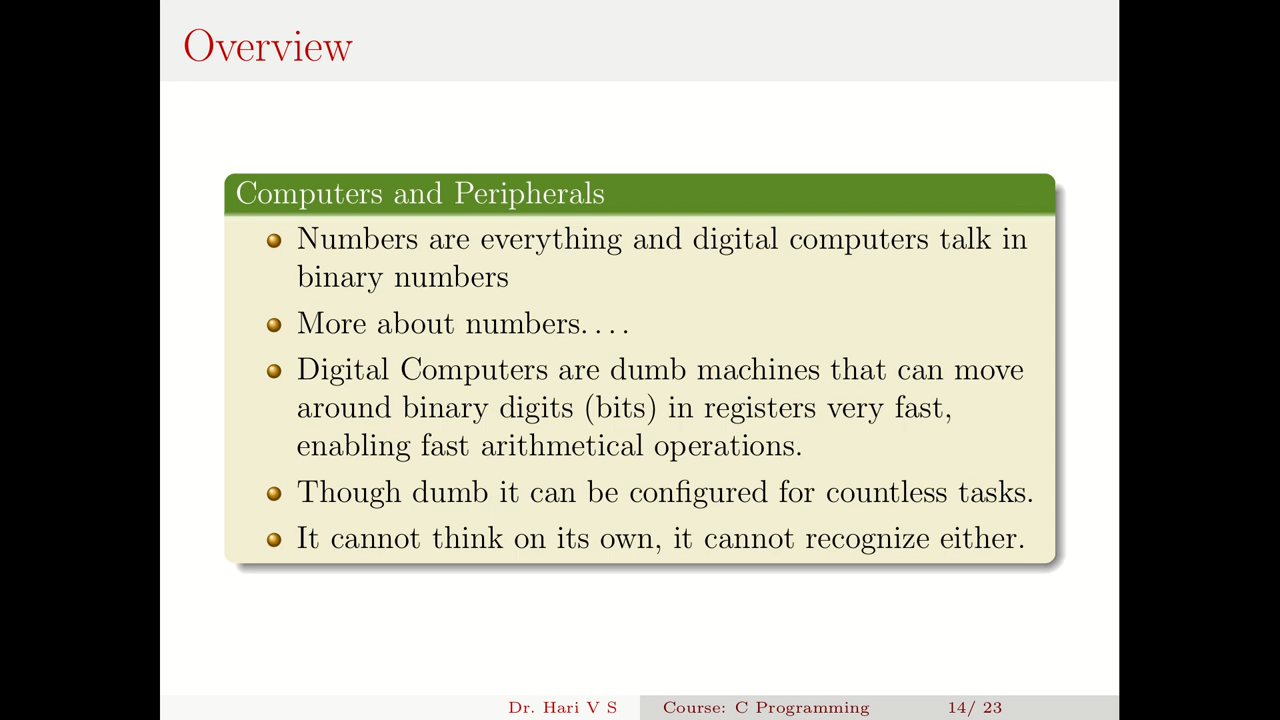 Overview
Computers and Peripherals
Numbers are everything and digital computers talk in
binary numbers
More about numbers. . . .
Digital Computers are dumb machines that can move
around binary digits (bits) in registers very fast,
enabling fast arithmetical operations.
Though dumb it can be configured for countless tasks.
It cannot think on its own, it cannot recognize either.
Dr. Hari V S Course: C Programming 14/ 23